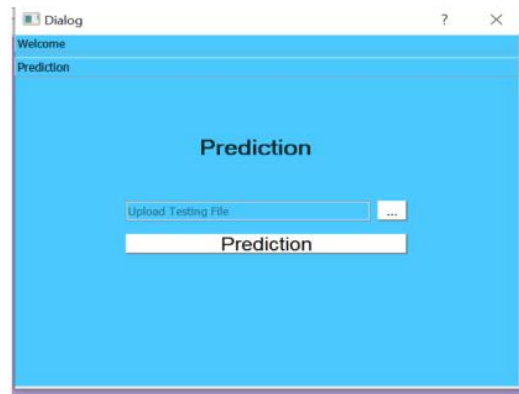 Dialog ? ×
Welcome
Prediction
Prediction
Upload Testing File ...
Prediction